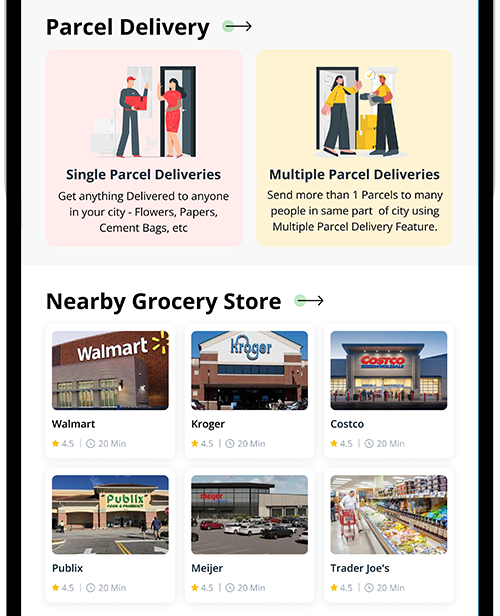 Parcel Delivery
Single Parcel Deliveries
Get anything Delivered to anyone
in your city - Flowers, Papers,
Cement Bags, etc
Multiple Parcel Deliveries
Send more than 1 Parcels to many
people in same part of city using
Multiple Parcel Delivery Feature.
Nearby Grocery Store
Walmart
Kroger
Costco
WHOLESALE
Walmart
4.5 | 20 Min
Kroger
4.5 | 20 Min
Costco
4.5 | 20 Min
Publix
FOOD & PHARMACY
meijer
Publix
4.5 | 20 Min
Meijer
4.5 | 20 Min
Trader Joe's
4.5 | 20 Min